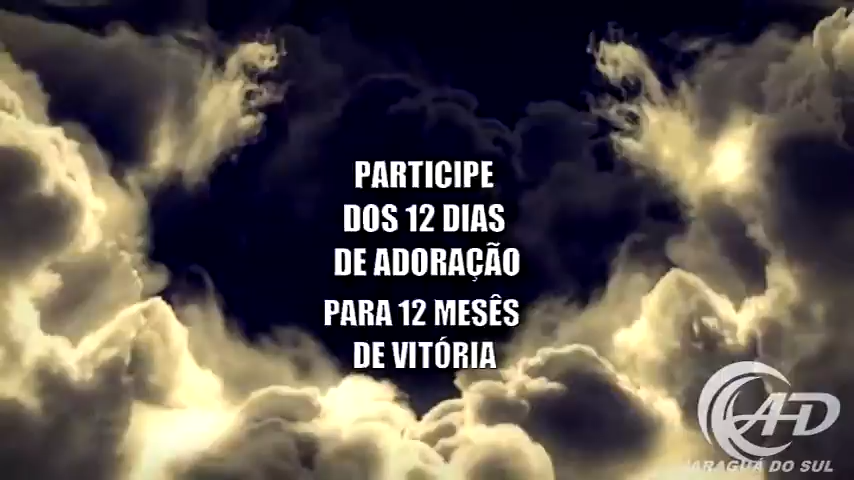 PARTICIPE
DOS 12 DIAS
DE ADORAÇÃO
PARA 12 MESÊS
DE VITÓRIA
AD
JARAGUÁ DO SUL